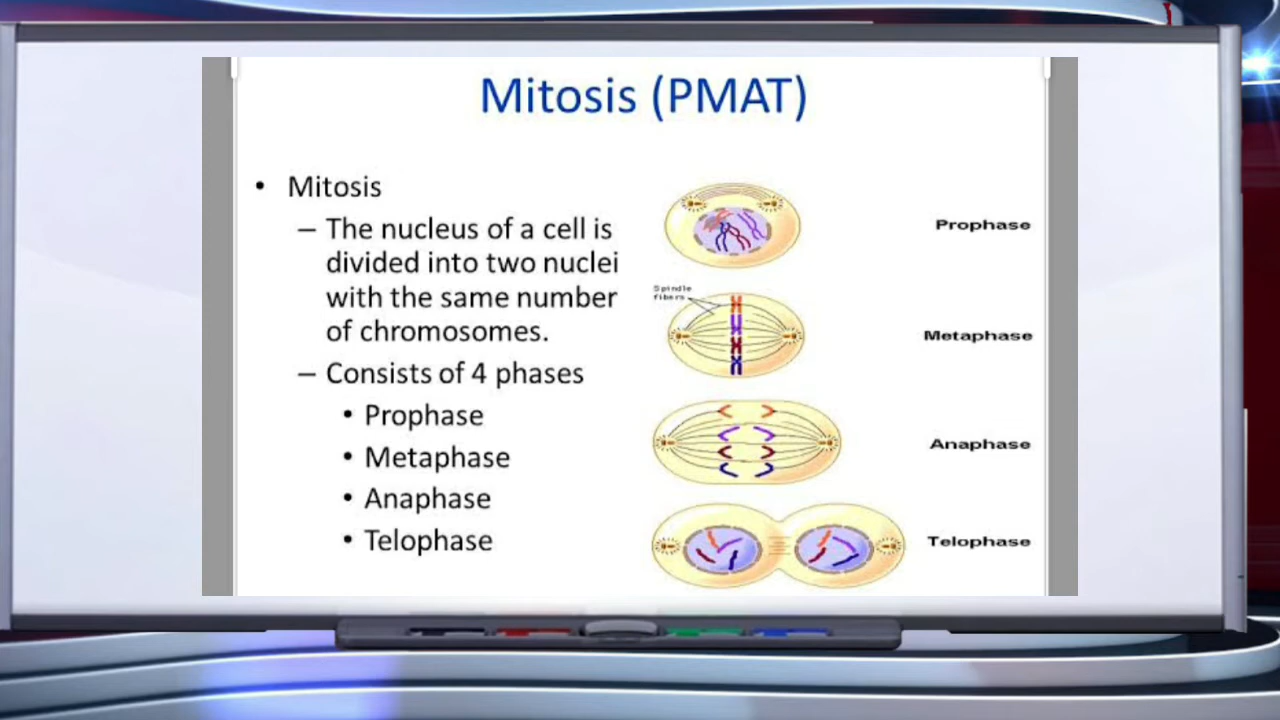 Mitosis (PMAT)
• Mitosis
– The nucleus of a cell is
divided into two nuclei
with the same number
of chromosomes.
– Consists of 4 phases
• Prophase
• Metaphase
• Anaphase
• Telophase
Prophase
Spindle
fibers
Metaphase
Anaphase
Telophase